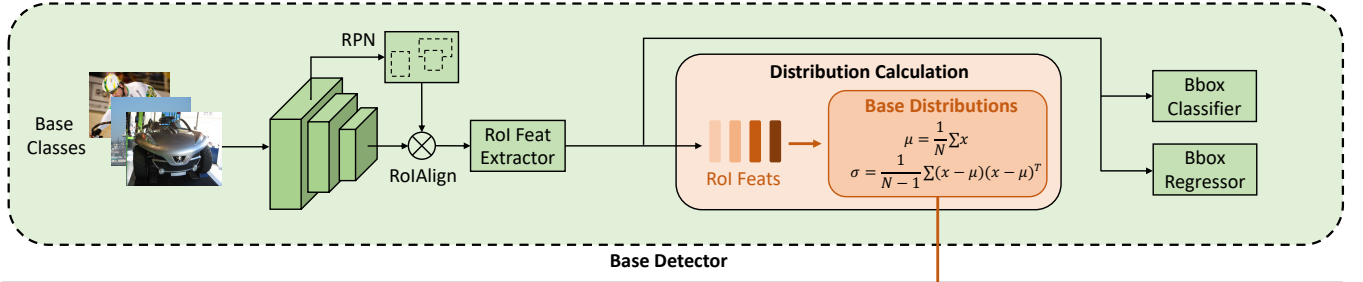 RPN
Base
Classes
RoIAlign
RoI Feat
Extractor
Distribution Calculation
RoI Feats
Base Distributions
μ = 1/N ∑x
σ = 1/(N − 1) ∑(x − μ)(x − μ)^T
Bbox
Classifier
Bbox
Regressor
Base Detector